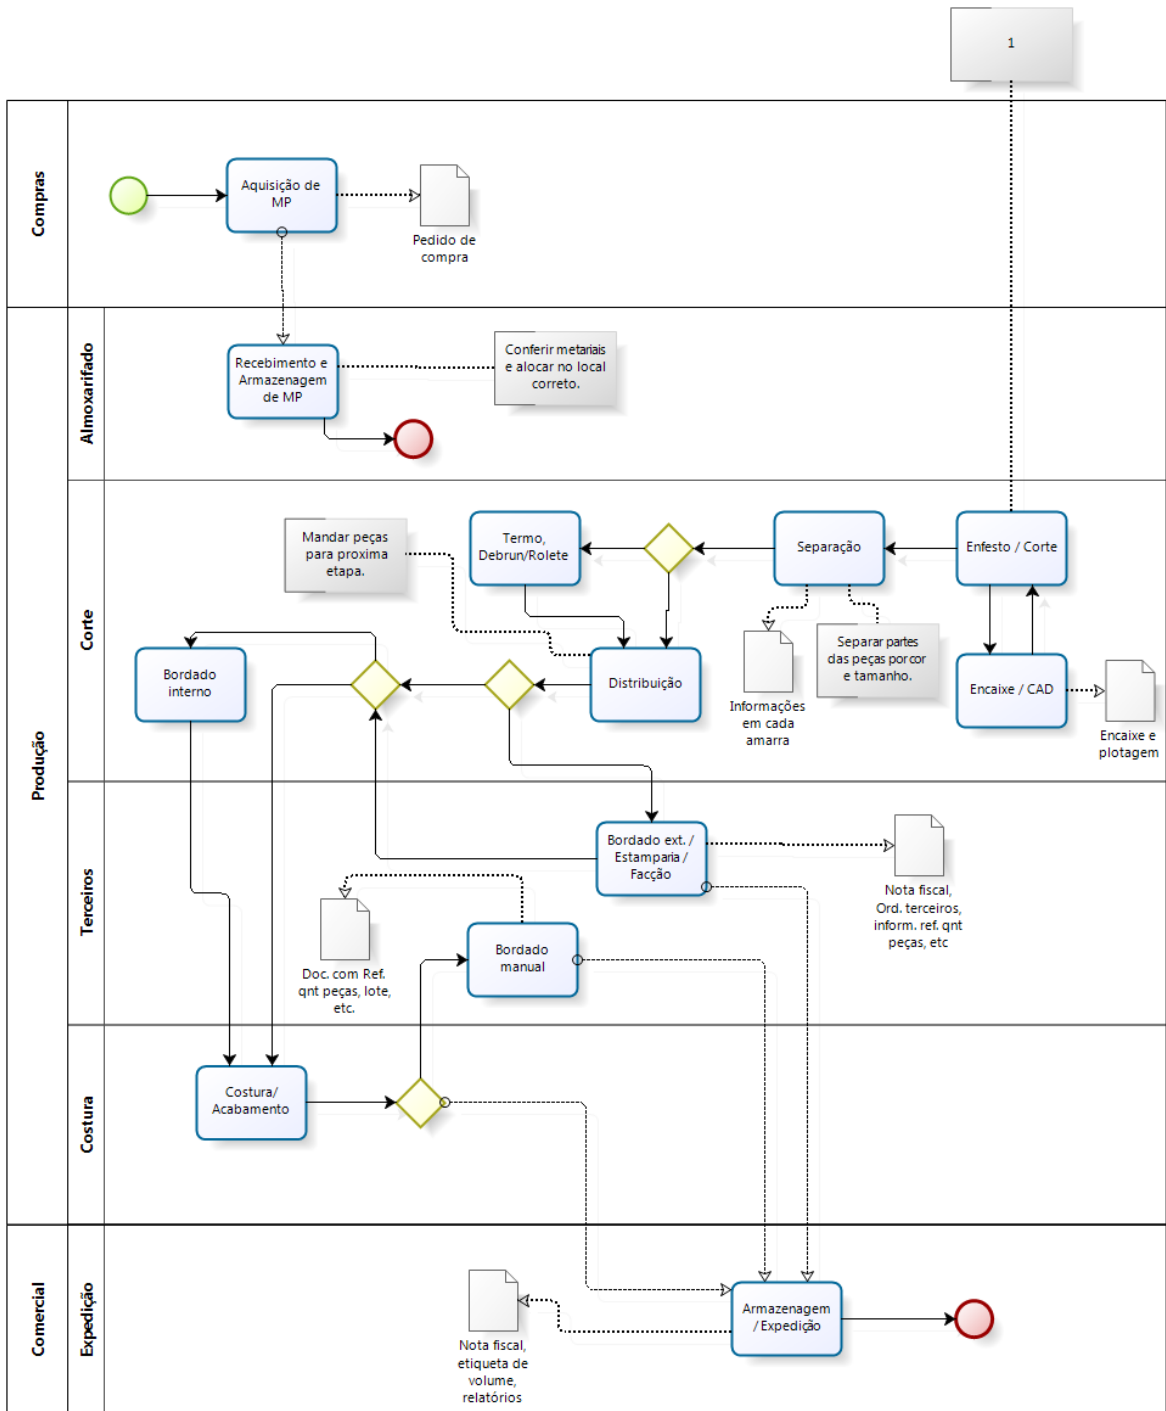 1
Compras
Aquisição de
MP
Pedido de
compra
Produção
Almoxarifado
Recebimento e
Armazenagem
de MP
Conferir metariais
e alocar no local
correto.
Corte
Mandar peças
para proxima
etapa.
Termo,
Debrun/Rolete
Separação
Enfesto / Corte
Bordado
interno
Distribuição
Informações
em cada
amarra
Separar partes
das peças por cor
e tamanho.
Encaixe / CAD
Encaixe e
plotagem
Terceiros
Bordado ext. /
Estamparia /
Facção
Nota fiscal,
Ord. terceiros,
inform. ref. qnt
peças, etc
Doc. com Ref.
qnt peças, lote,
etc.
Bordado
manual
Costura
Costura/
Acabamento
Comercial
Expedição
Nota fiscal,
etiqueta de
volume,
relatórios
Armazenagem
/ Expedição